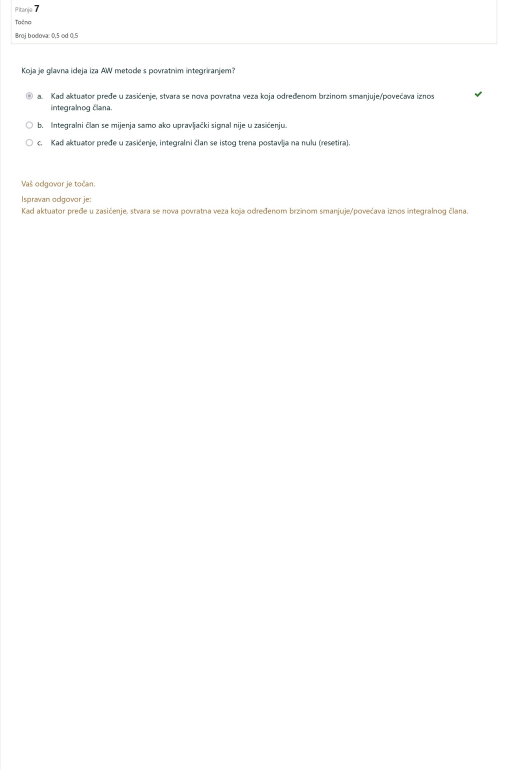 Pitanje 7
Točno
Broj bodova: 0,5 od 0,5
Koja je glavna ideja iza AW metode s povratnim integriranjem?
a. Kad aktuator pređe u zasićenje, stvara se nova povratna veza koja određenom brzinom smanjuje/povećava iznos
integralnog člana.
b. Integralni član se mijenja samo ako upravljački signal nije u zasićenju.
c. Kad aktuator pređe u zasićenje, integralni član se istog trena postavlja na nulu (resetira).
Vaš odgovor je točan.
Ispravan odgovor je:
Kad aktuator pređe u zasićenje, stvara se nova povratna veza koja određenom brzinom smanjuje/povećava iznos integralnog člana.